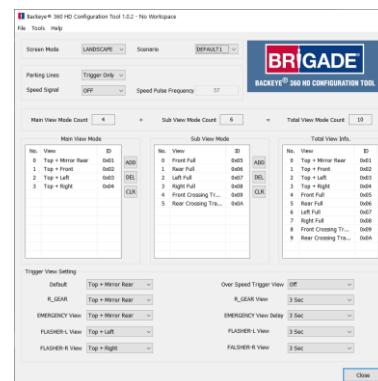 Backeye® 360 HD Configuration Tool 1.0.2 - No Workspace
File Tools Help
Screen Mode LANDSCAPE Scenario DEFAULT1
BRIGADE®
BACKEYE® 360 HD CONFIGURATION TOOL
Parking Lines Trigger Only
Speed Signal OFF Speed Pulse Frequency 57
Main View Mode Count 4 + Sub View Mode Count 6 = Total View Mode Count 10
Main View Mode Sub View Mode Total View Info.
No. View ID No. View ID No. View ID
0 Top + Mirror Rear 0x01 ADD 0 Front Full 0x05 ADD 0 Top + Mirror Rear 0x01
1 Top + Front 0x02 1 Rear Full 0x06 1 Top + Front 0x02
2 Top + Left 0x03 DEL 2 Left Full 0x07 DEL 2 Top + Left 0x03
3 Top + Right 0x04 3 Right Full 0x08 3 Top + Right 0x04
CLR 4 Front Crossing Tr... 0x09 CLR 4 Front Full 0x05
5 Rear Crossing Tra... 0x0A 5 Rear Full 0x06
6 Left Full 0x07
7 Right Full 0x08
8 Front Crossing Tr... 0x09
9 Rear Crossing Tra... 0x0A
Trigger View Setting
Default Top + Mirror Rear Over Speed Trigger View Off
R_GEAR Top + Mirror Rear R_GEAR View 3 Sec
EMERGENCY View Top + Mirror Rear EMERGENCY View Delay 3 Sec
FLASHER-L View Top + Left FLASHER-L View 3 Sec
FLASHER-R View Top + Right FALSHER-R View 3 Sec
Close